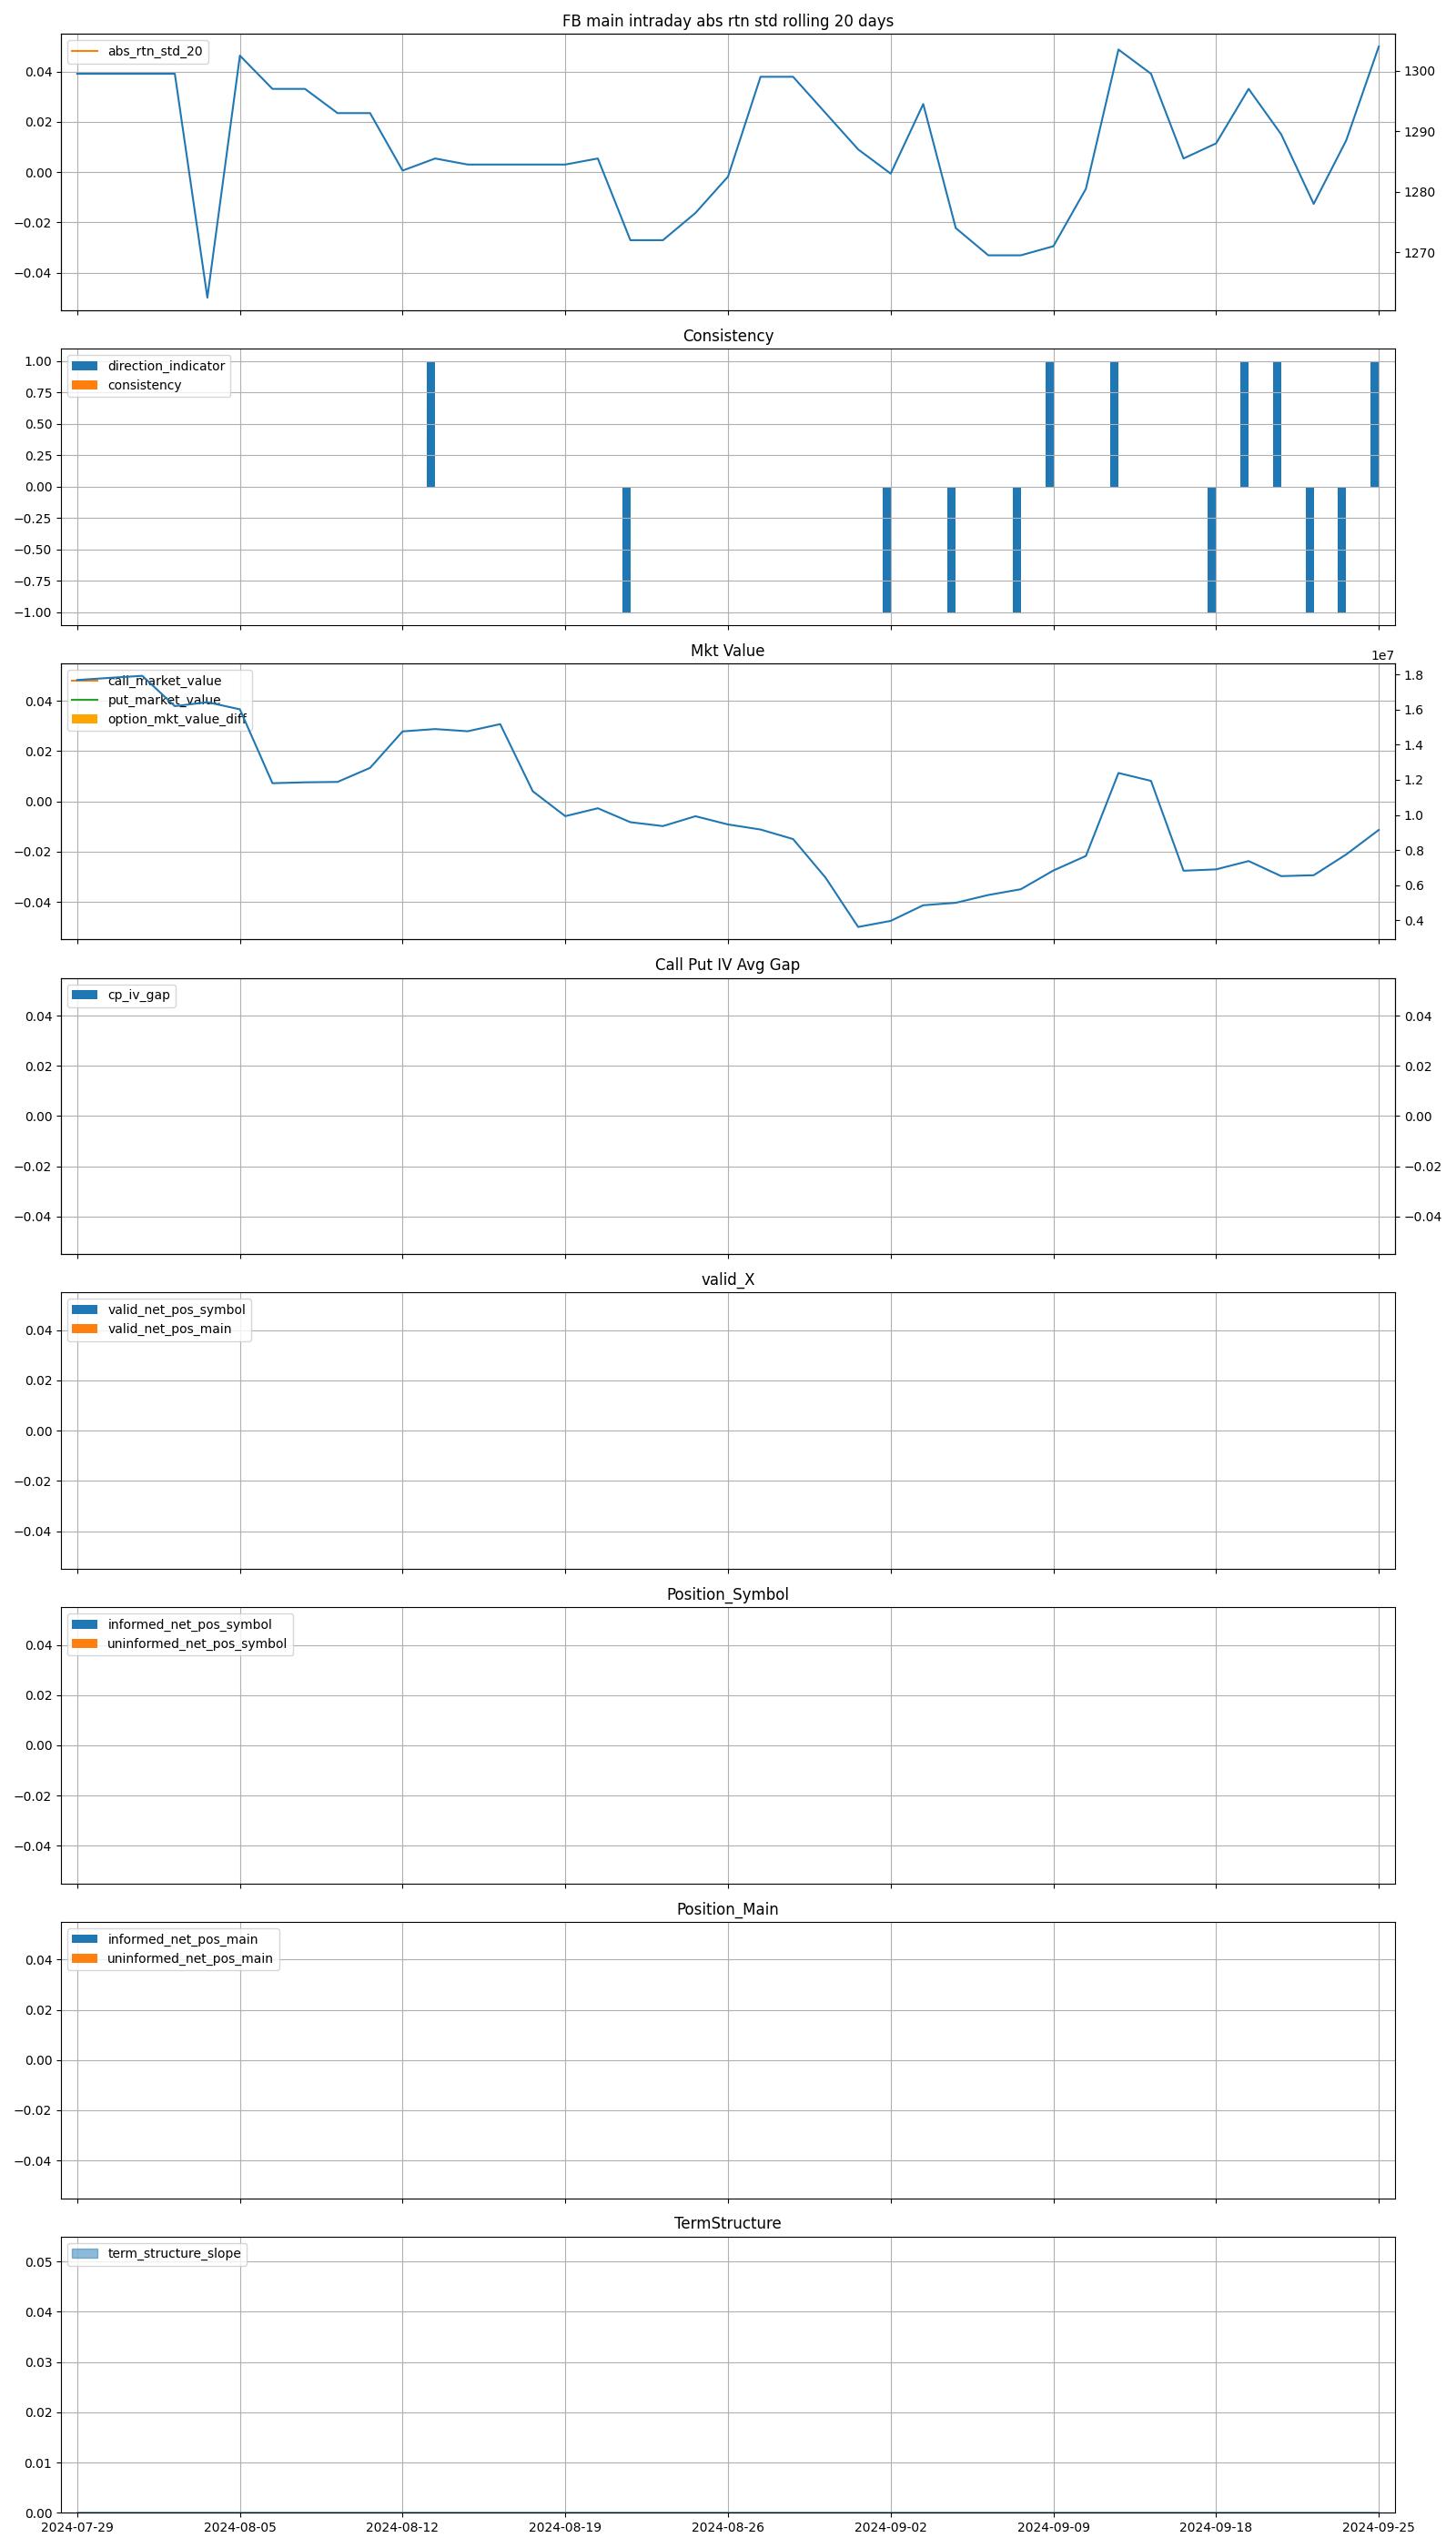 FB main intraday abs rtn std rolling 20 days
abs_rtn_std_20
0.04
0.02
0.00
−0.02
−0.04
1300
1290
1280
1270
Consistency
direction_indicator
consistency
1.00
0.75
0.50
0.25
0.00
−0.25
−0.50
−0.75
−1.00
Mkt Value
1e7
call_market_value
put_market_value
option_mkt_value_diff
0.04
0.02
0.00
−0.02
−0.04
1.8
1.6
1.4
1.2
1.0
0.8
0.6
0.4
Call Put IV Avg Gap
cp_iv_gap
0.04
0.02
0.00
−0.02
−0.04
0.04
0.02
0.00
−0.02
−0.04
valid_X
valid_net_pos_symbol
valid_net_pos_main
0.04
0.02
0.00
−0.02
−0.04
Position_Symbol
informed_net_pos_symbol
uninformed_net_pos_symbol
0.04
0.02
0.00
−0.02
−0.04
Position_Main
informed_net_pos_main
uninformed_net_pos_main
0.04
0.02
0.00
−0.02
−0.04
TermStructure
term_structure_slope
0.05
0.04
0.03
0.02
0.01
0.00
2024-07-29 2024-08-05 2024-08-12 2024-08-19 2024-08-26 2024-09-02 2024-09-09 2024-09-18 2024-09-25